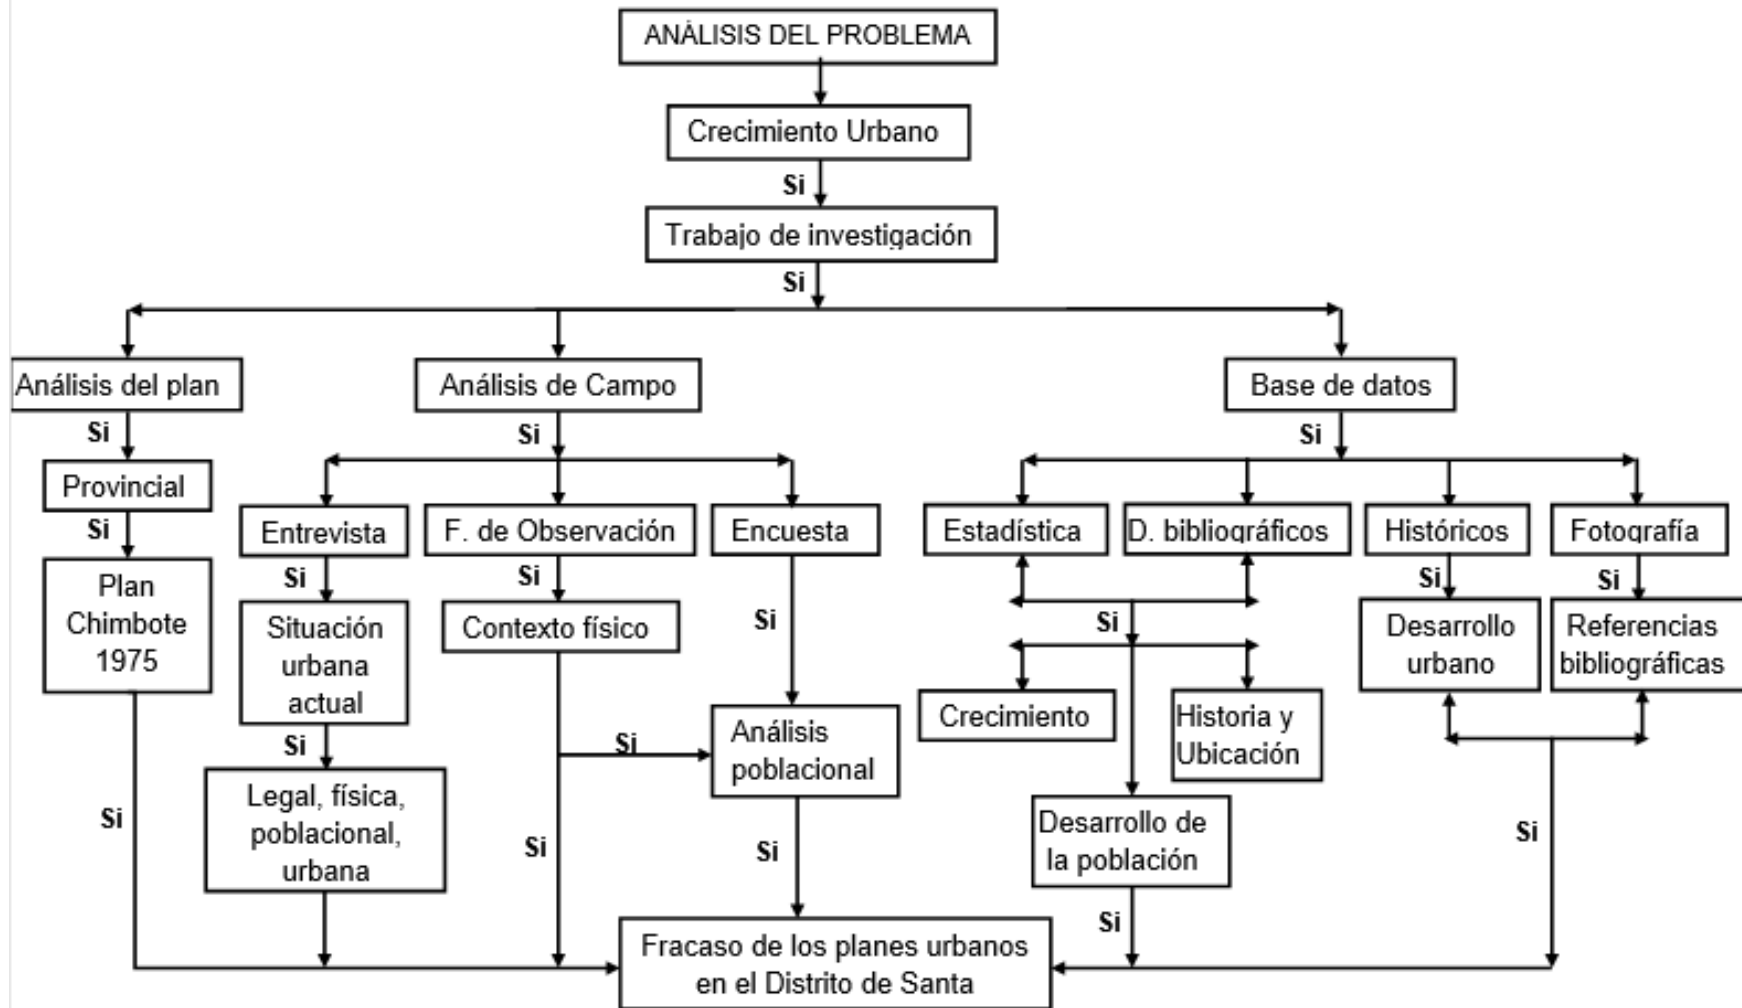 ANÁLISIS DEL PROBLEMA
Crecimiento Urbano
Si
Trabajo de investigación
Si
Análisis del plan
Análisis de Campo
Base de datos
Si
Si
Si
Provincial
Si
Entrevista
F. de Observación
Encuesta
Estadística
D. bibliográficos
Históricos
Fotografía
Si
Si
Si
Si
Si
Si
Plan
Chimbote
1975
Situación
urbana
actual
Contexto físico
Desarrollo
urbano
Referencias
bibliográficas
Crecimiento
Historia y
Ubicación
Si
Si
Análisis
poblacional
Legal, física,
poblacional,
urbana
Desarrollo de
la población
Si
Si
Si
Si
Si
Fracaso de los planes urbanos
en el Distrito de Santa